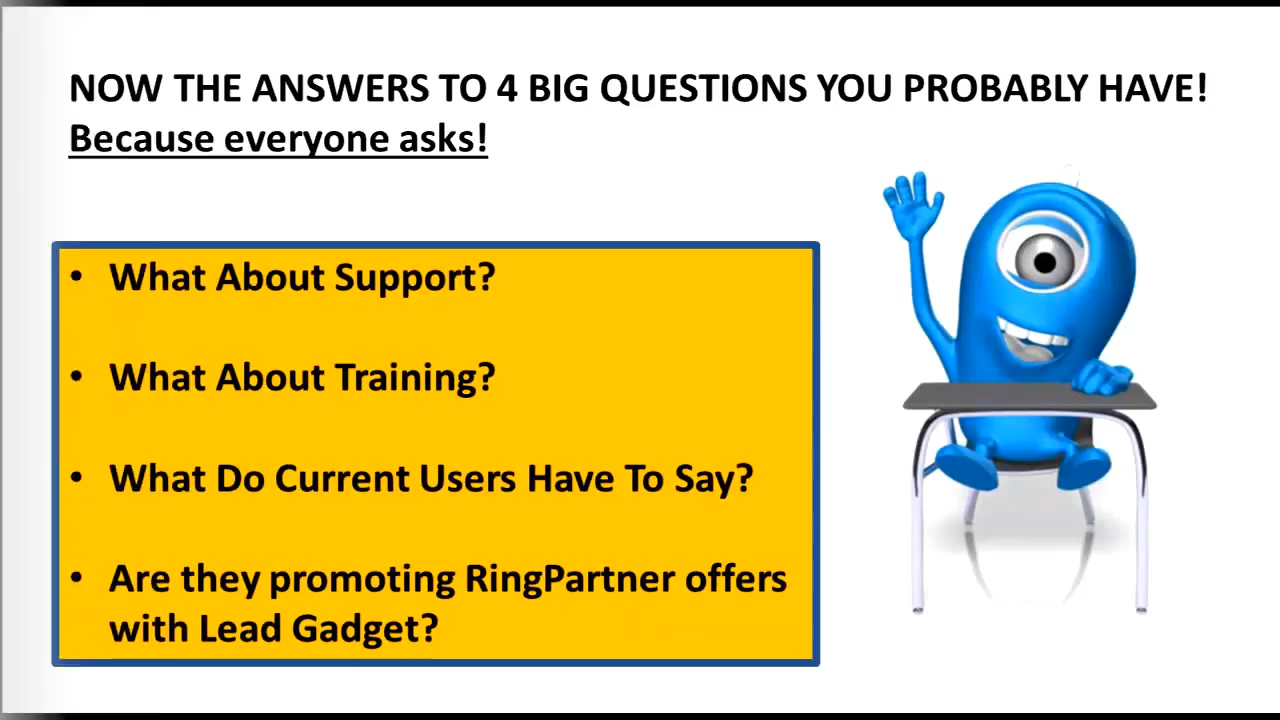 NOW THE ANSWERS TO 4 BIG QUESTIONS YOU PROBABLY HAVE!
Because everyone asks!
• What About Support?
• What About Training?
• What Do Current Users Have To Say?
• Are they promoting RingPartner offers
with Lead Gadget?